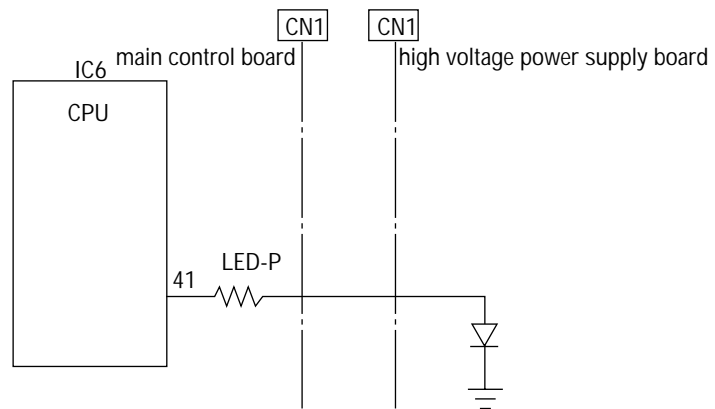 CN1 CN1
main control board high voltage power supply board
IC6
CPU
LED-P
41